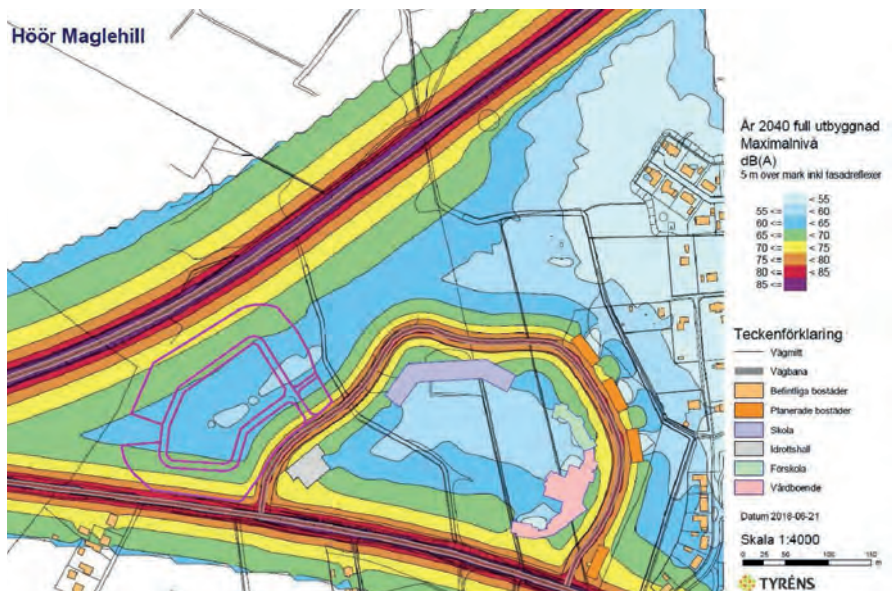 Höör Maglehill
År 2040 full utbyggnad
Maximalnivå
dB(A)
5 m över mark inkl fasadreflexer
< 55
55 <= < 60
60 <= < 65
65 <= < 70
70 <= < 75
75 <= < 80
80 <= < 85
85 <=
Teckenförklaring
Vägmitt
Vägbana
Befintliga bostäder
Planerade bostäder
Skola
Idrottshall
Förskola
Vårdboende
Datum 2016-06-21
Skala 1:4000
0 25 50 100 150
m
TYRÉNS